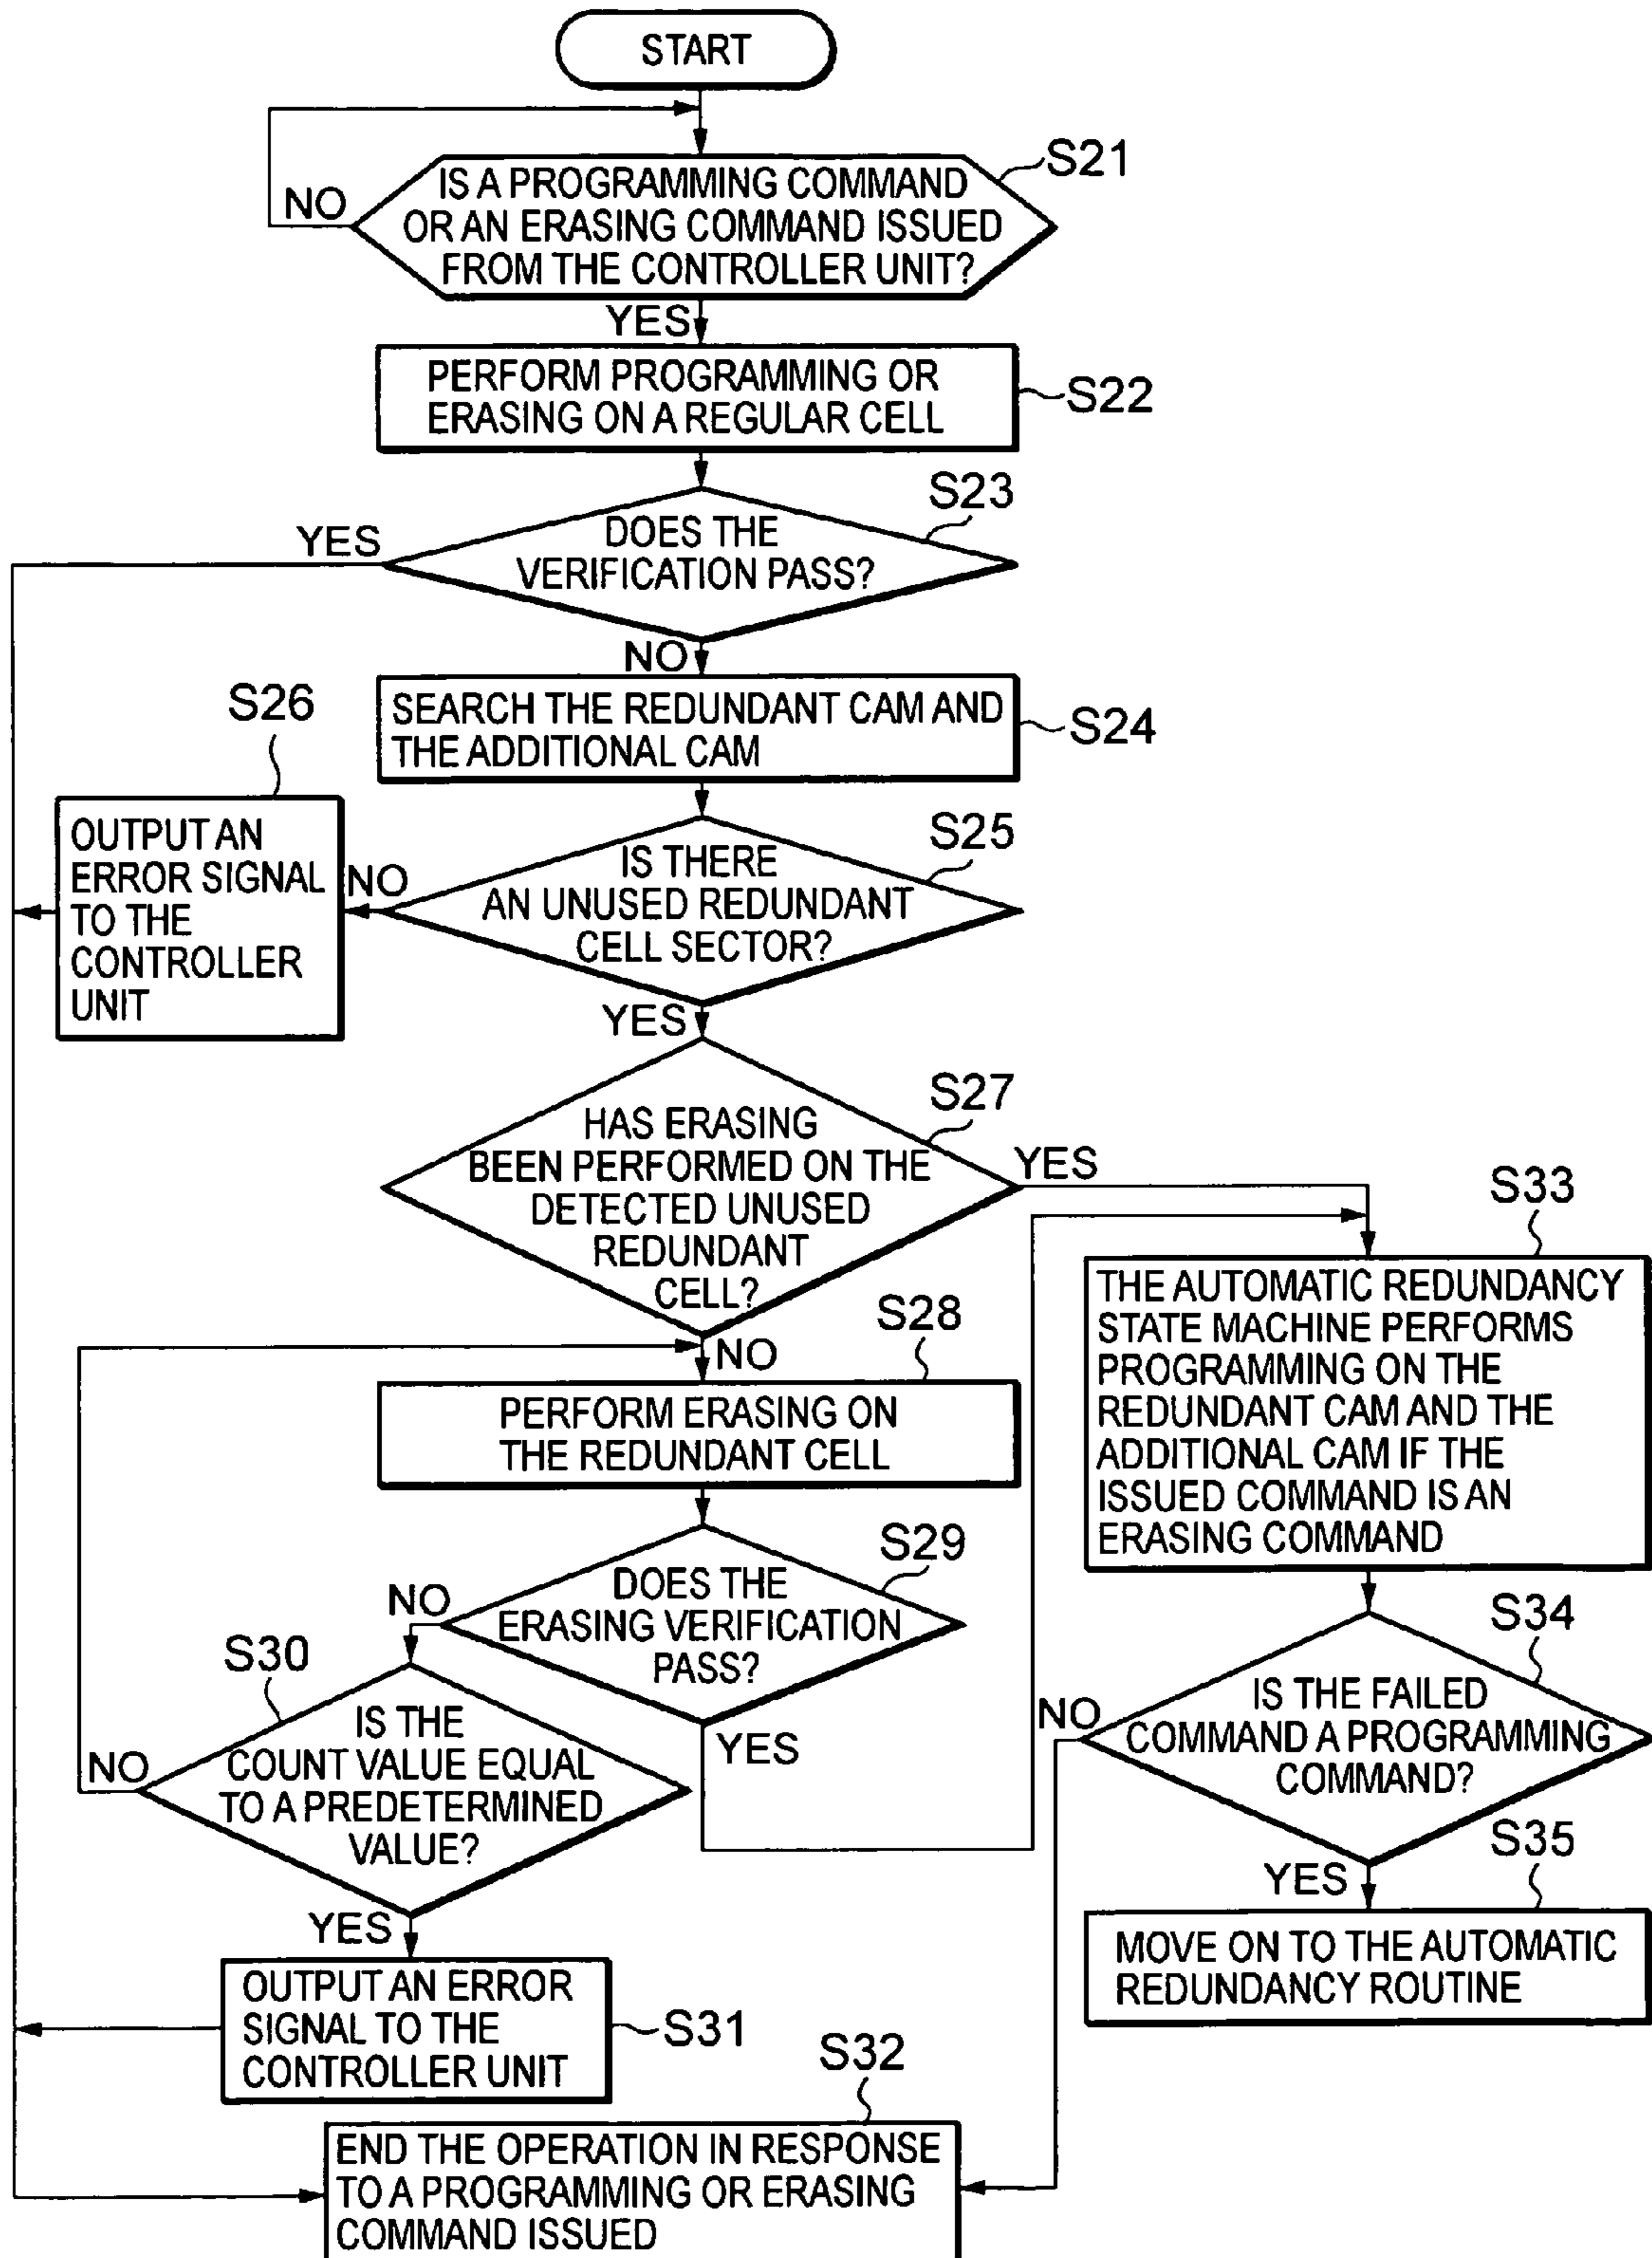 START
S21
IS A PROGRAMMING COMMAND
OR AN ERASING COMMAND ISSUED
FROM THE CONTROLLER UNIT?
NO
YES
PERFORM PROGRAMMING OR
ERASING ON A REGULAR CELL
S22
S23
DOES THE
VERIFICATION PASS?
YES
NO
SEARCH THE REDUNDANT CAM AND
THE ADDITIONAL CAM
S24
S26
OUTPUT AN
ERROR SIGNAL
TO THE
CONTROLLER
UNIT
NO
S25
IS THERE
AN UNUSED REDUNDANT
CELL SECTOR?
YES
S27
HAS ERASING
BEEN PERFORMED ON THE
DETECTED UNUSED
REDUNDANT
CELL?
YES
NO
S28
PERFORM ERASING ON
THE REDUNDANT CELL
S29
DOES THE
ERASING VERIFICATION
PASS?
NO
YES
S30
IS THE
COUNT VALUE EQUAL
TO A PREDETERMINED
VALUE?
NO
YES
OUTPUT AN ERROR
SIGNAL TO THE
CONTROLLER UNIT
S31
S32
END THE OPERATION IN RESPONSE
TO A PROGRAMMING OR ERASING
COMMAND ISSUED
S33
THE AUTOMATIC REDUNDANCY
STATE MACHINE PERFORMS
PROGRAMMING ON THE
REDUNDANT CAM AND THE
ADDITIONAL CAM IF THE
ISSUED COMMAND IS AN
ERASING COMMAND
S34
IS THE FAILED
COMMAND A PROGRAMMING
COMMAND?
NO
YES
S35
MOVE ON TO THE AUTOMATIC
REDUNDANCY ROUTINE